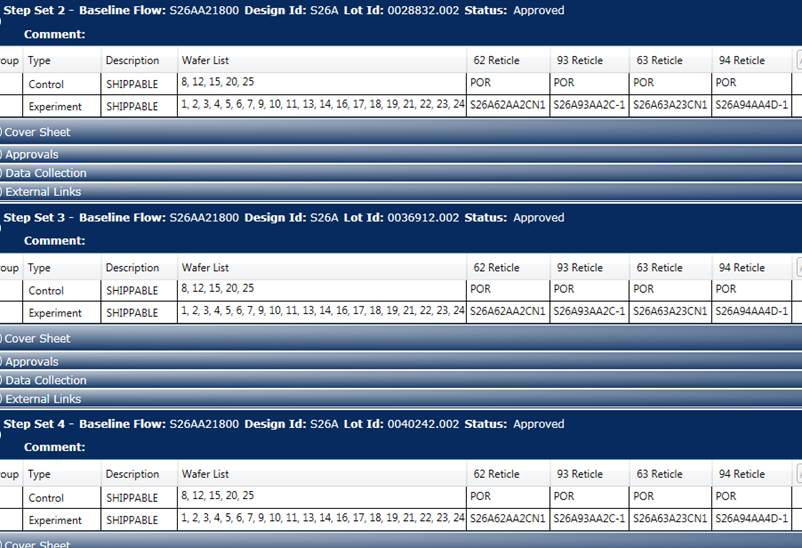 Step Set 2 - Baseline Flow: S26AA21800 Design Id: S26A Lot Id: 0028832.002 Status: Approved
Comment:
oup Type Description Wafer List 62 Reticle 93 Reticle 63 Reticle 94 Reticle
Control SHIPPABLE 8, 12, 15, 20, 25 POR POR POR POR
Experiment SHIPPABLE 1, 2, 3, 4, 5, 6, 7, 9, 10, 11, 13, 14, 16, 17, 18, 19, 21, 22, 23, 24 S26A62AA2CN1 S26A93AA2C-1 S26A63A23CN1 S26A94AA4D-1
Cover Sheet
Approvals
Data Collection
External Links
Step Set 3 - Baseline Flow: S26AA21800 Design Id: S26A Lot Id: 0036912.002 Status: Approved
Comment:
oup Type Description Wafer List 62 Reticle 93 Reticle 63 Reticle 94 Reticle
Control SHIPPABLE 8, 12, 15, 20, 25 POR POR POR POR
Experiment SHIPPABLE 1, 2, 3, 4, 5, 6, 7, 9, 10, 11, 13, 14, 16, 17, 18, 19, 21, 22, 23, 24 S26A62AA2CN1 S26A93AA2C-1 S26A63A23CN1 S26A94AA4D-1
Cover Sheet
Approvals
Data Collection
External Links
Step Set 4 - Baseline Flow: S26AA21800 Design Id: S26A Lot Id: 0040242.002 Status: Approved
Comment:
oup Type Description Wafer List 62 Reticle 93 Reticle 63 Reticle 94 Reticle
Control SHIPPABLE 8, 12, 15, 20, 25 POR POR POR POR
Experiment SHIPPABLE 1, 2, 3, 4, 5, 6, 7, 9, 10, 11, 13, 14, 16, 17, 18, 19, 21, 22, 23, 24 S26A62AA2CN1 S26A93AA2C-1 S26A63A23CN1 S26A94AA4D-1
Cover Sheet